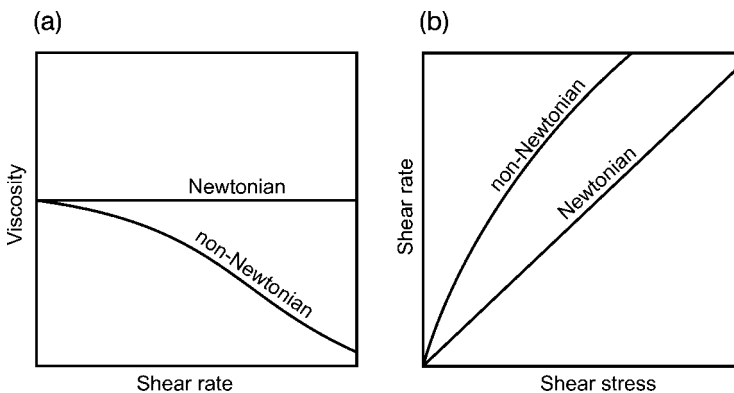 (a)
Viscosity
Newtonian
non-Newtonian
Shear rate
(b)
Shear rate
non-Newtonian
Newtonian
Shear stress